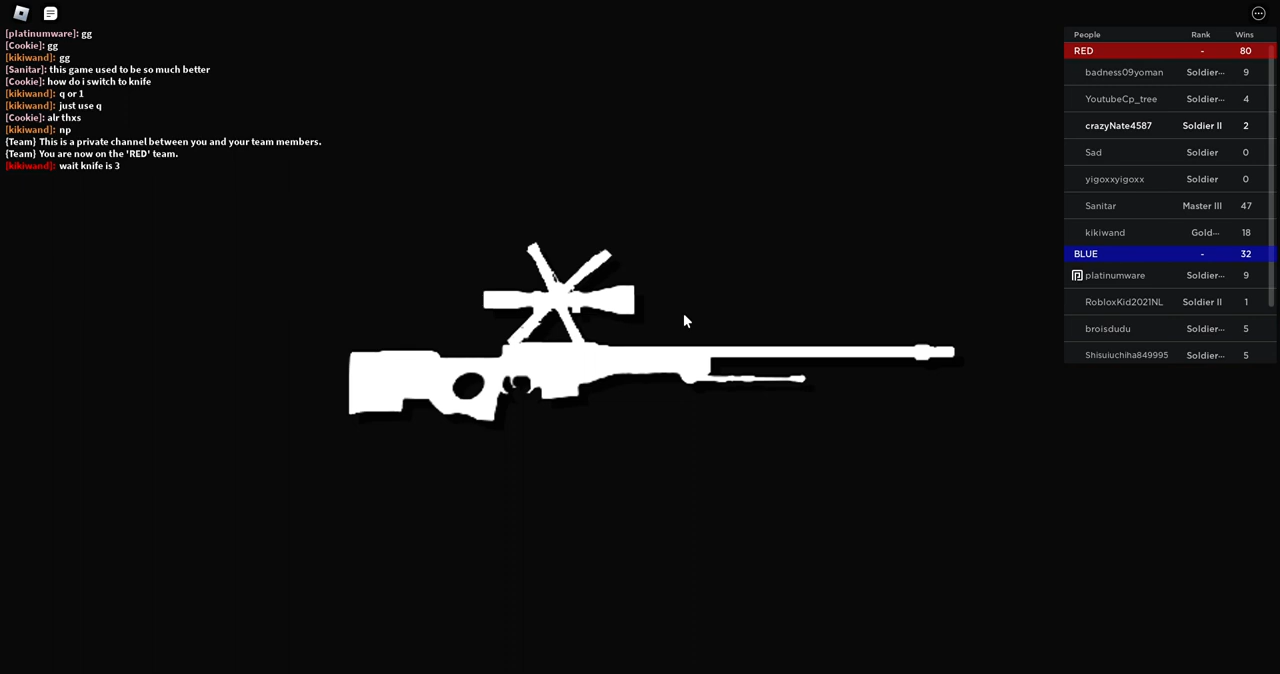 [platinumware]: gg
[Cookie]: gg
[kikiwand]: gg
[Sanitar]: this game used to be so much better
[Cookie]: how do i switch to knife
[kikiwand]: q or 1
[kikiwand]: just use q
[Cookie]: alr thxs
[kikiwand]: np
{Team} This is a private channel between you and your team members.
{Team} You are now on the 'RED' team.
[kikiwand]: wait knife is 3
People Rank Wins
RED - 80
badness09yoman Soldier... 9
YoutubeCp_tree Soldier... 4
crazyNate4587 Soldier II 2
Sad Soldier 0
yigoxxyigoxx Soldier 0
Sanitar Master III 47
kikiwand Gold... 18
BLUE - 32
platinumware Soldier... 9
RobloxKid2021NL Soldier II 1
broisdudu Soldier... 5
Shisuiuchiha849995 Soldier... 5